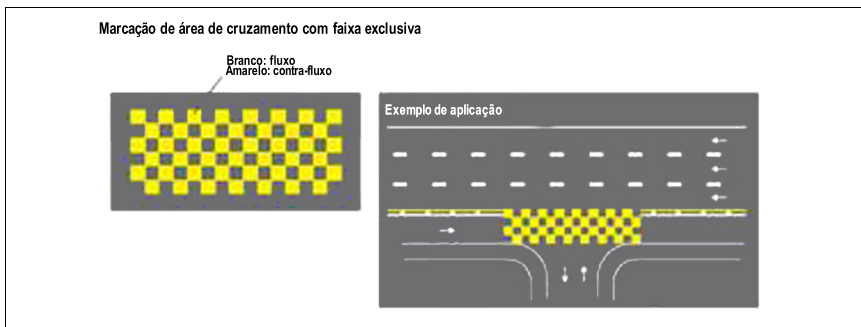 Marcação de área de cruzamento com faixa exclusiva
Branco: fluxo
Amarelo: contra-fluxo
Exemplo de aplicação